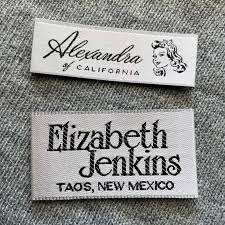 Alexandra
of CALIFORNIA
Elizabeth
Jenkins
TAOS, NEW MEXICO